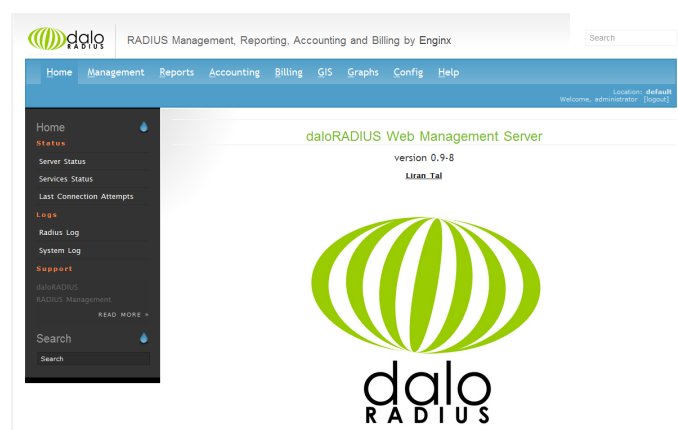 dalo
RADIUS
RADIUS Management, Reporting, Accounting and Billing by Enginx
Search
Home Management Reports Accounting Billing GIS Graphs Config Help
Location: default
Welcome, administrator [logout]
Home
Status
Server Status
Services Status
Last Connection Attempts
Logs
Radius Log
System Log
Support
daloRADIUS
RADIUS Management
READ MORE »
Search
Search
daloRADIUS Web Management Server
version 0.9-8
Liran Tal
dalo
RADIUS